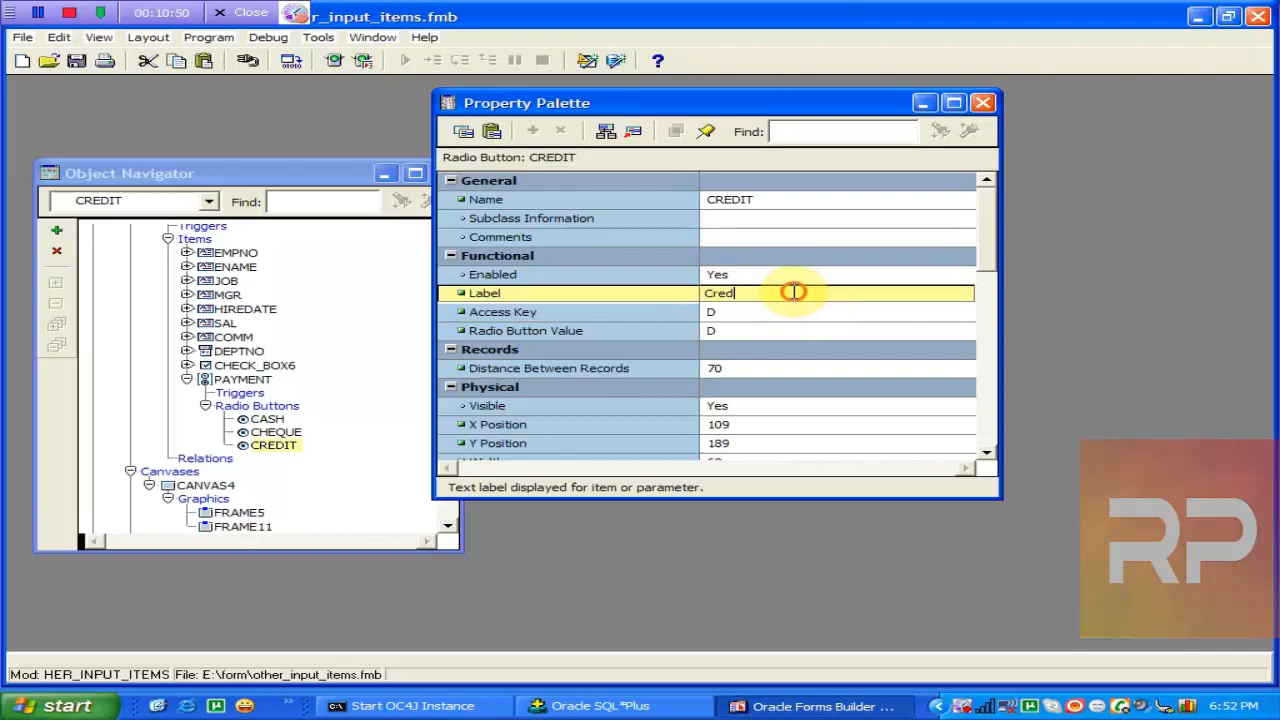 00:10:50 Close her_input_items.fmb
File Edit View Layout Program Debug Tools Window Help
Property Palette
Find:
Radio Button: CREDIT
General
Name CREDIT
Subclass Information
Comments
Functional
Enabled Yes
Label Cred
Access Key D
Radio Button Value D
Records
Distance Between Records 70
Physical
Visible Yes
X Position 109
Y Position 189
Text label displayed for item or parameter.
Object Navigator
CREDIT Find:
Triggers
Items
EMPNO
ENAME
JOB
MGR
HIREDATE
SAL
COMM
DEPTNO
CHECK_BOX6
PAYMENT
Triggers
Radio Buttons
CASH
CHEQUE
CREDIT
Relations
Canvases
CANVAS4
Graphics
FRAME5
FRAME11
RP
Mod: HER_INPUT_ITEMS File: E:\form\other_input_items.fmb
start Start OC4J Instance Oracle SQL*Plus Oracle Forms Builder ... 6:52 PM